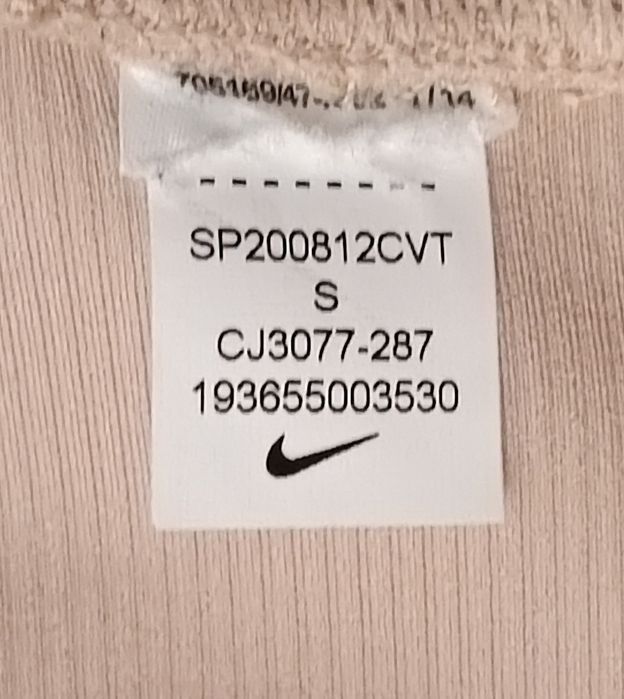 - - - - - - - -
SP200812CVT
S
CJ3077-287
193655003530